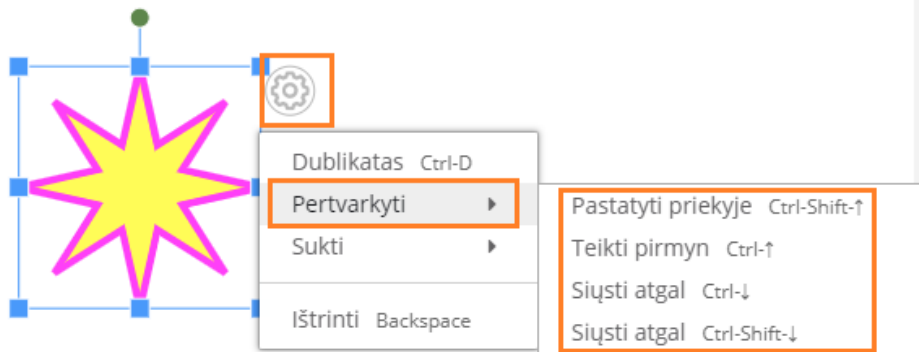 Dublikatas Ctrl-D
Pertvarkyti
Sukti
Ištrinti Backspace
Pastatyti priekyje Ctrl-Shift-↑
Teikti pirmyn Ctrl-↑
Siųsti atgal Ctrl-↓
Siųsti atgal Ctrl-Shift-↓